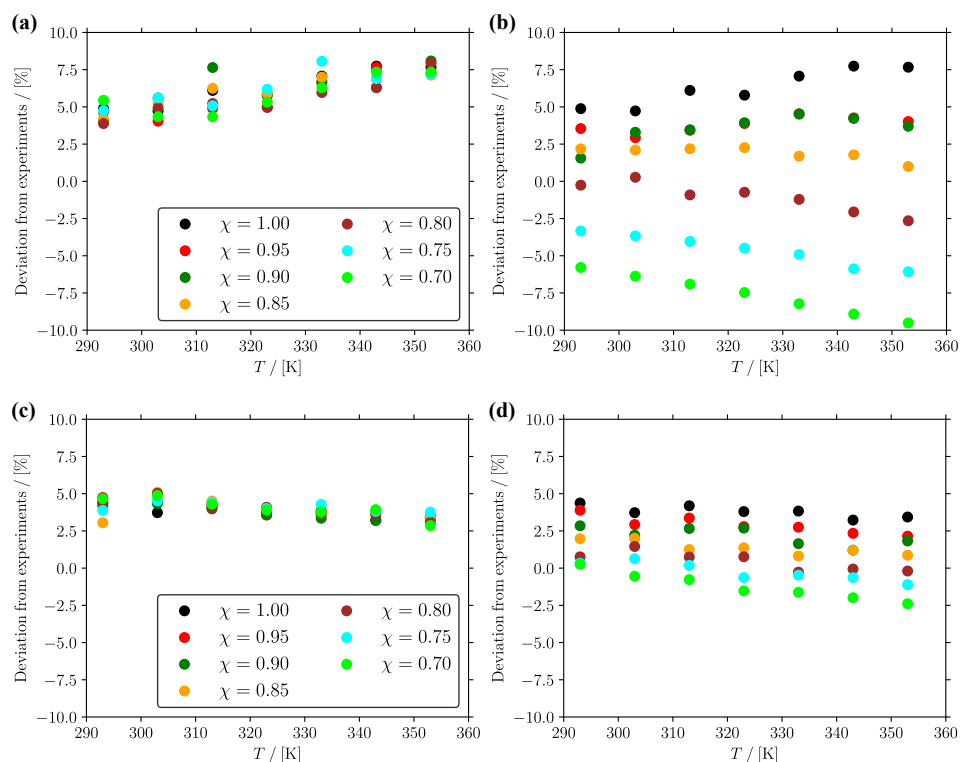 (a)
10.0
7.5
5.0
2.5
0.0
−2.5
−5.0
−7.5
−10.0
Deviation from experiments / [%]
χ = 1.00
χ = 0.95
χ = 0.90
χ = 0.85
χ = 0.80
χ = 0.75
χ = 0.70
290 300 310 320 330 340 350 360
T / [K]
(b)
10.0
7.5
5.0
2.5
0.0
−2.5
−5.0
−7.5
−10.0
Deviation from experiments / [%]
290 300 310 320 330 340 350 360
T / [K]
(c)
10.0
7.5
5.0
2.5
0.0
−2.5
−5.0
−7.5
−10.0
Deviation from experiments / [%]
χ = 1.00
χ = 0.95
χ = 0.90
χ = 0.85
χ = 0.80
χ = 0.75
χ = 0.70
290 300 310 320 330 340 350 360
T / [K]
(d)
10.0
7.5
5.0
2.5
0.0
−2.5
−5.0
−7.5
−10.0
Deviation from experiments / [%]
290 300 310 320 330 340 350 360
T / [K]